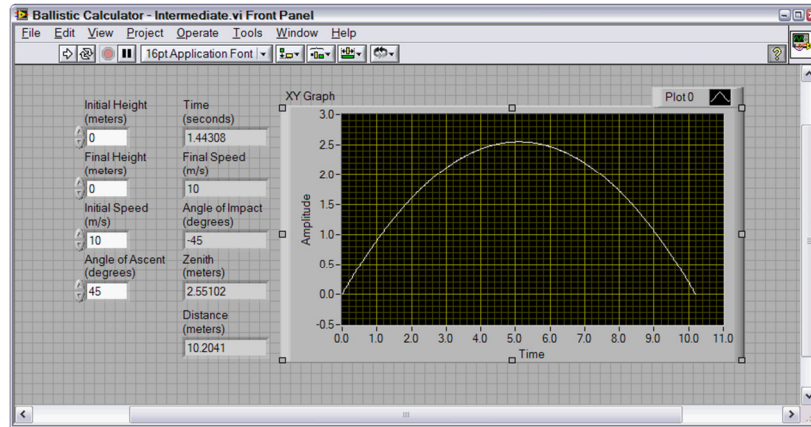 Ballistic Calculator - Intermediate.vi Front Panel
File Edit View Project Operate Tools Window Help
16pt Application Font
Initial Height
(meters)
0
Time
(seconds)
1.44308
Final Height
(meters)
0
Final Speed
(m/s)
10
Initial Speed
(m/s)
10
Angle of Impact
(degrees)
-45
Angle of Ascent
(degrees)
45
Zenith
(meters)
2.55102
Distance
(meters)
10.2041
XY Graph
Plot 0
Amplitude
3.0
2.5
2.0
1.5
1.0
0.5
0.0
-0.5
0.0 1.0 2.0 3.0 4.0 5.0 6.0 7.0 8.0 9.0 10.0 11.0
Time